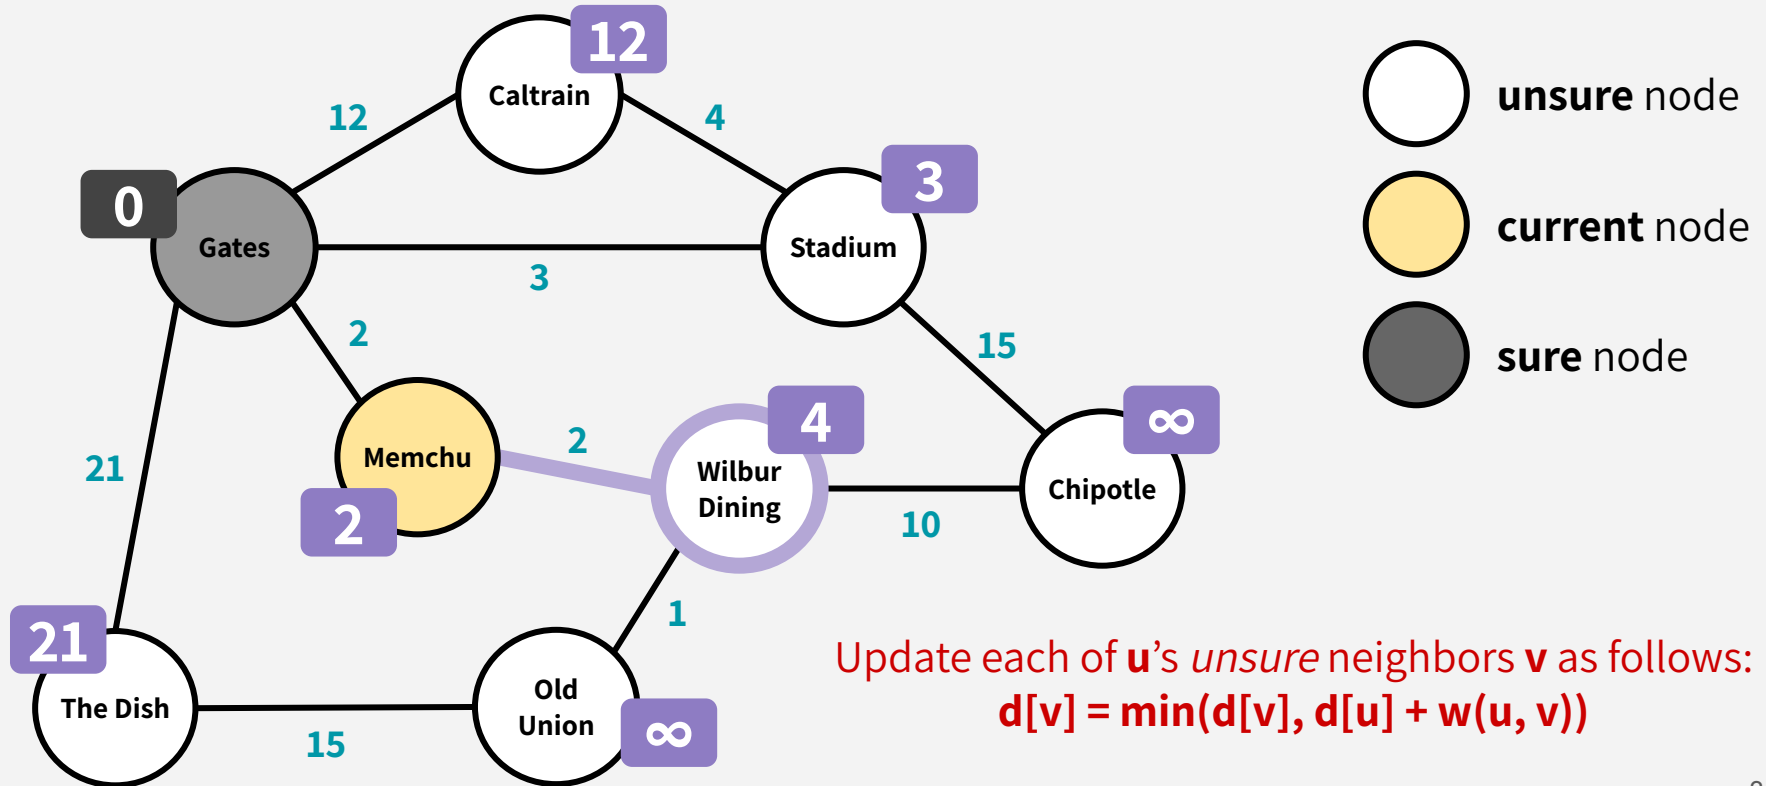 12
Caltrain
12
4
0
3
Gates
Stadium
3
2
15
21
Memchu
2
2
4
Wilbur
Dining
∞
Chipotle
10
1
21
The Dish
15
Old
Union
∞
unsure node
current node
sure node
Update each of u's unsure neighbors v as follows:
d[v] = min(d[v], d[u] + w(u, v))